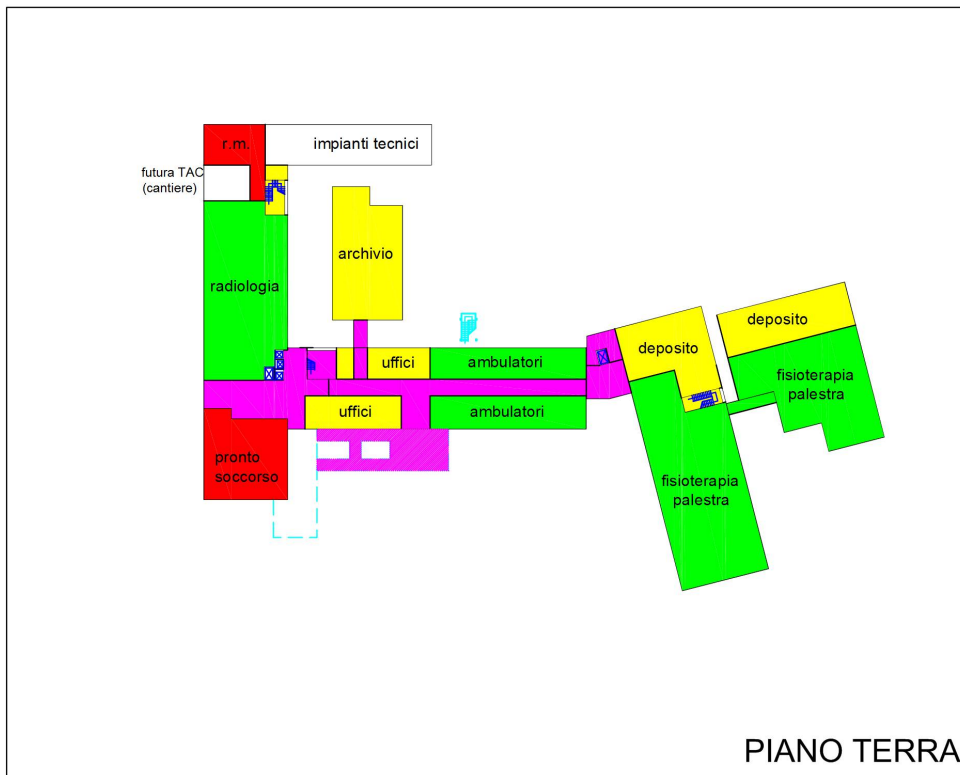 r.m.
impianti tecnici
futura TAC
(cantiere)
archivio
radiologia
deposito
deposito
uffici
ambulatori
fisioterapia
palestra
uffici
ambulatori
pronto
soccorso
fisioterapia
palestra
PIANO TERRA